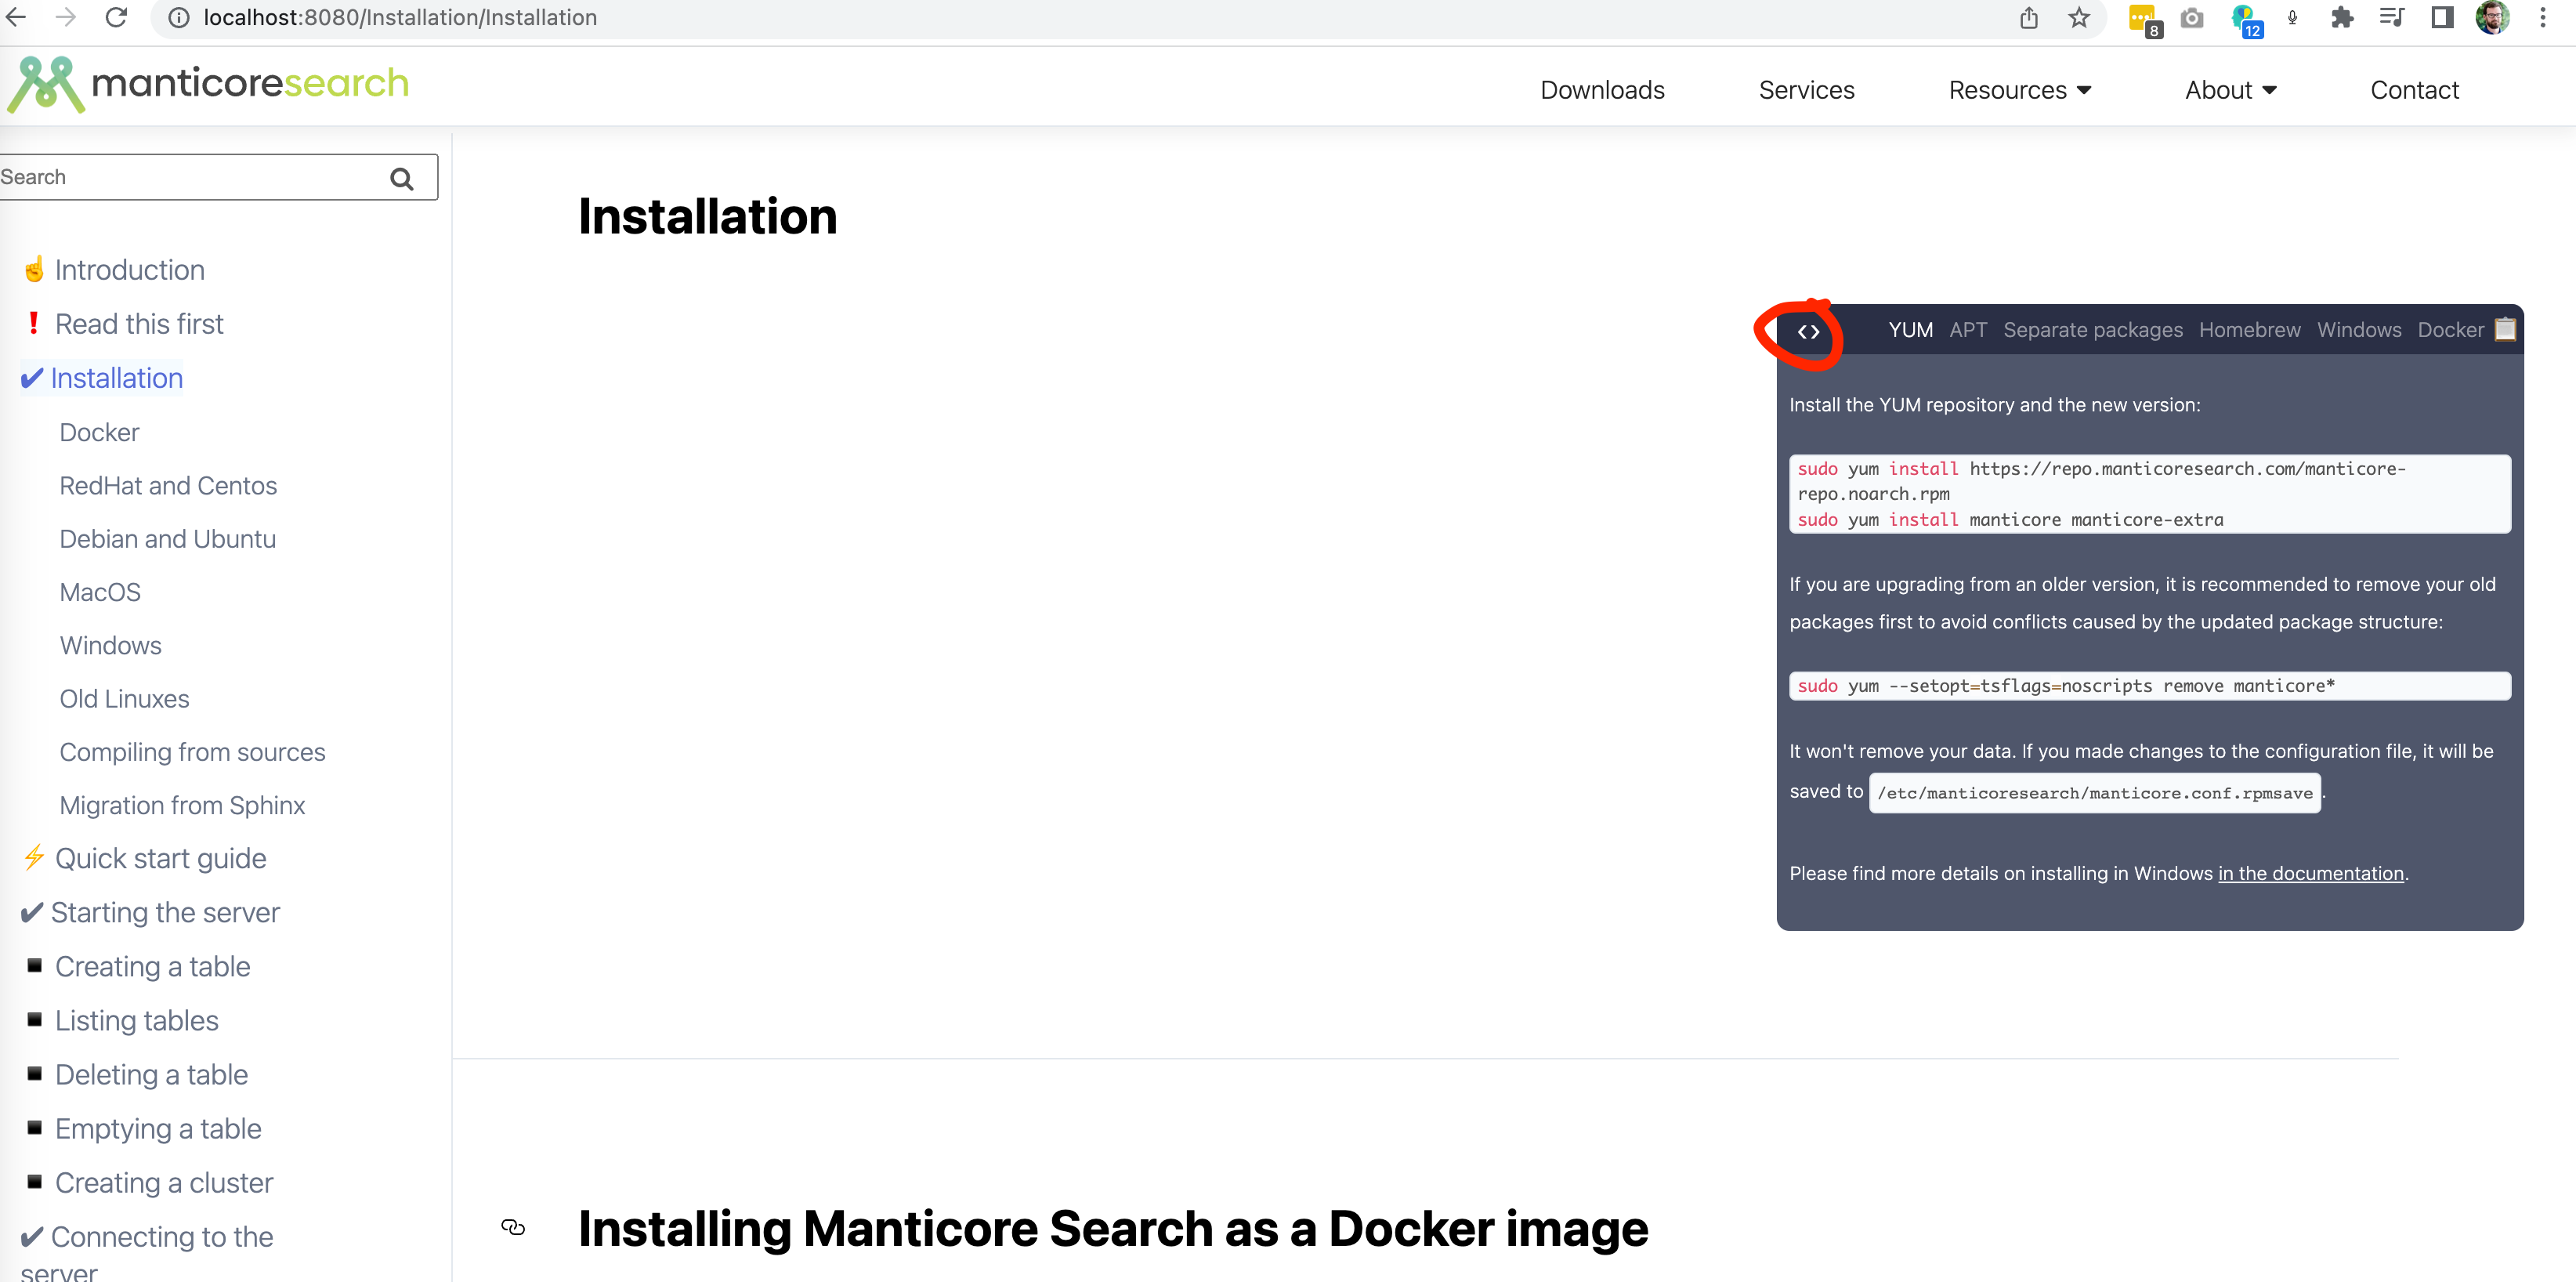 localhost:8080/Installation/Installation
8
12
manticoresearch
Downloads
Services
Resources
About
Contact
Search
Introduction
Read this first
Installation
Docker
RedHat and Centos
Debian and Ubuntu
MacOS
Windows
Old Linuxes
Compiling from sources
Migration from Sphinx
Quick start guide
Starting the server
Creating a table
Listing tables
Deleting a table
Emptying a table
Creating a cluster
Connecting to the
server
Installation
<> YUM APT Separate packages Homebrew Windows Docker
Install the YUM repository and the new version:
sudo yum install https://repo.manticoresearch.com/manticore-
repo.noarch.rpm
sudo yum install manticore manticore-extra
If you are upgrading from an older version, it is recommended to remove your old
packages first to avoid conflicts caused by the updated package structure:
sudo yum --setopt=tsflags=noscripts remove manticore*
It won't remove your data. If you made changes to the configuration file, it will be
saved to /etc/manticoresearch/manticore.conf.rpmsave.
Please find more details on installing in Windows in the documentation.
Installing Manticore Search as a Docker image